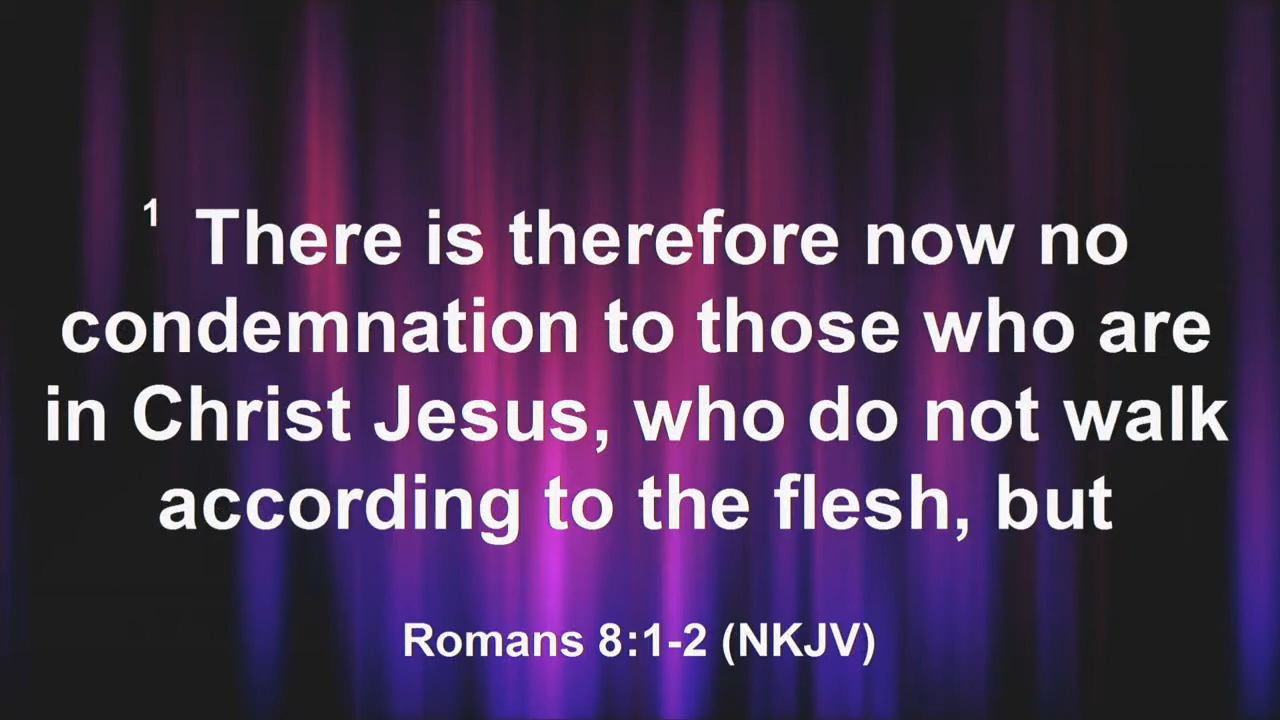 1 There is therefore now no
condemnation to those who are
in Christ Jesus, who do not walk
according to the flesh, but
Romans 8:1-2 (NKJV)